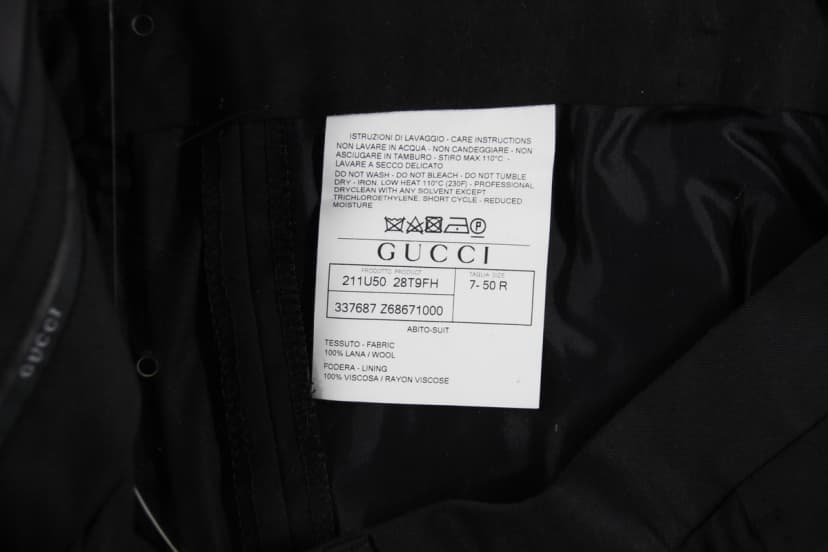 ISTRUZIONI DI LAVAGGIO - CARE INSTRUCTIONS
NON LAVARE IN ACQUA - NON CANDEGGIARE - NON
ASCIUGARE IN TAMBURO - STIRO MAX 110°C -
LAVARE A SECCO DELICATO
DO NOT WASH - DO NOT BLEACH - DO NOT TUMBLE
DRY - IRON, LOW HEAT 110°C (230F) - PROFESSIONAL
DRYCLEAN WITH ANY SOLVENT EXCEPT
TRICHLOROETHYLENE, SHORT CYCLE - REDUCED
MOISTURE
P
GUCCI
PRODOTTO PRODUCT TAGLIA SIZE
211U50 28T9FH 7- 50 R
337687 Z68671000
ABITO-SUIT
TESSUTO - FABRIC
100% LANA / WOOL
FODERA - LINING
100% VISCOSA / RAYON VISCOSE
GUCCI